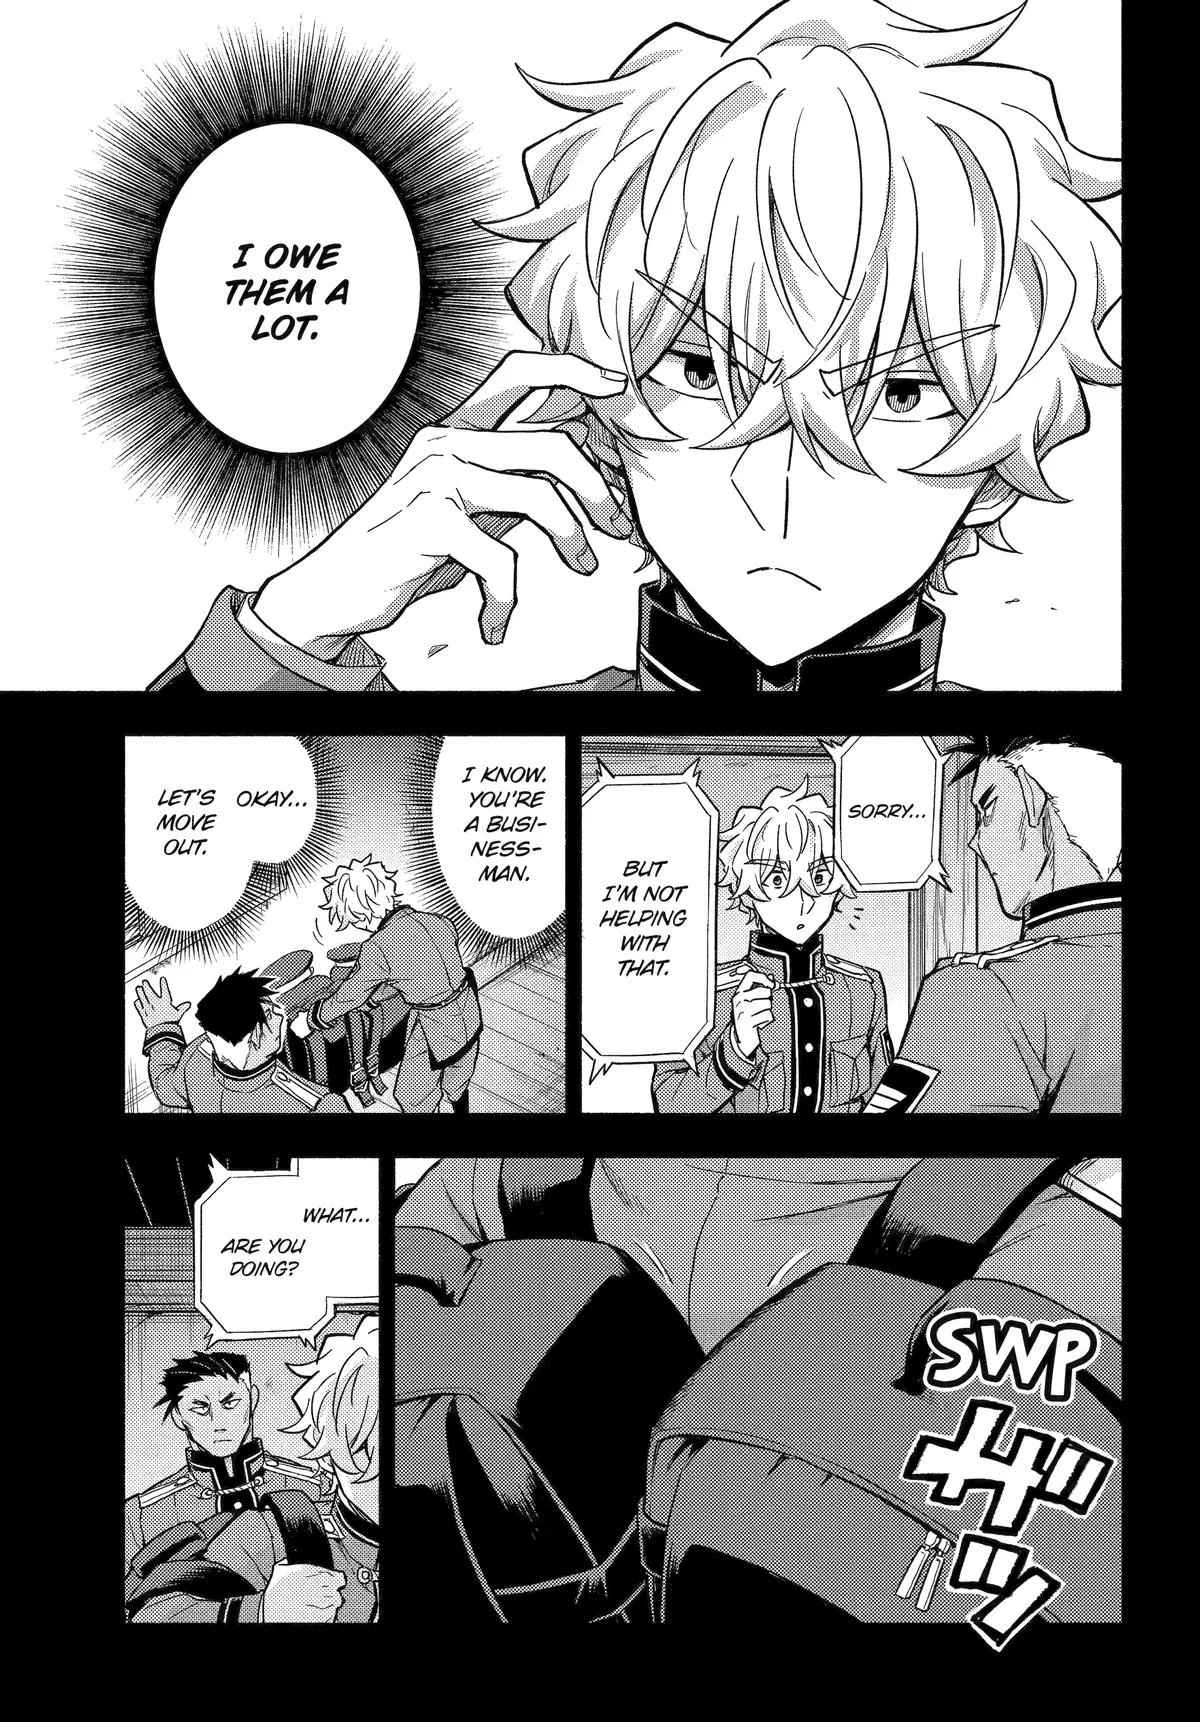 I OWE
THEM A
LOT.
SORRY...
BUT
I'M NOT
HELPING
WITH
THAT.
I KNOW.
YOU'RE
A BUSI-
NESS-
MAN.
OKAY...
LET'S
MOVE
OUT.
SWP
ザッ
WHAT...
ARE YOU
DOING?